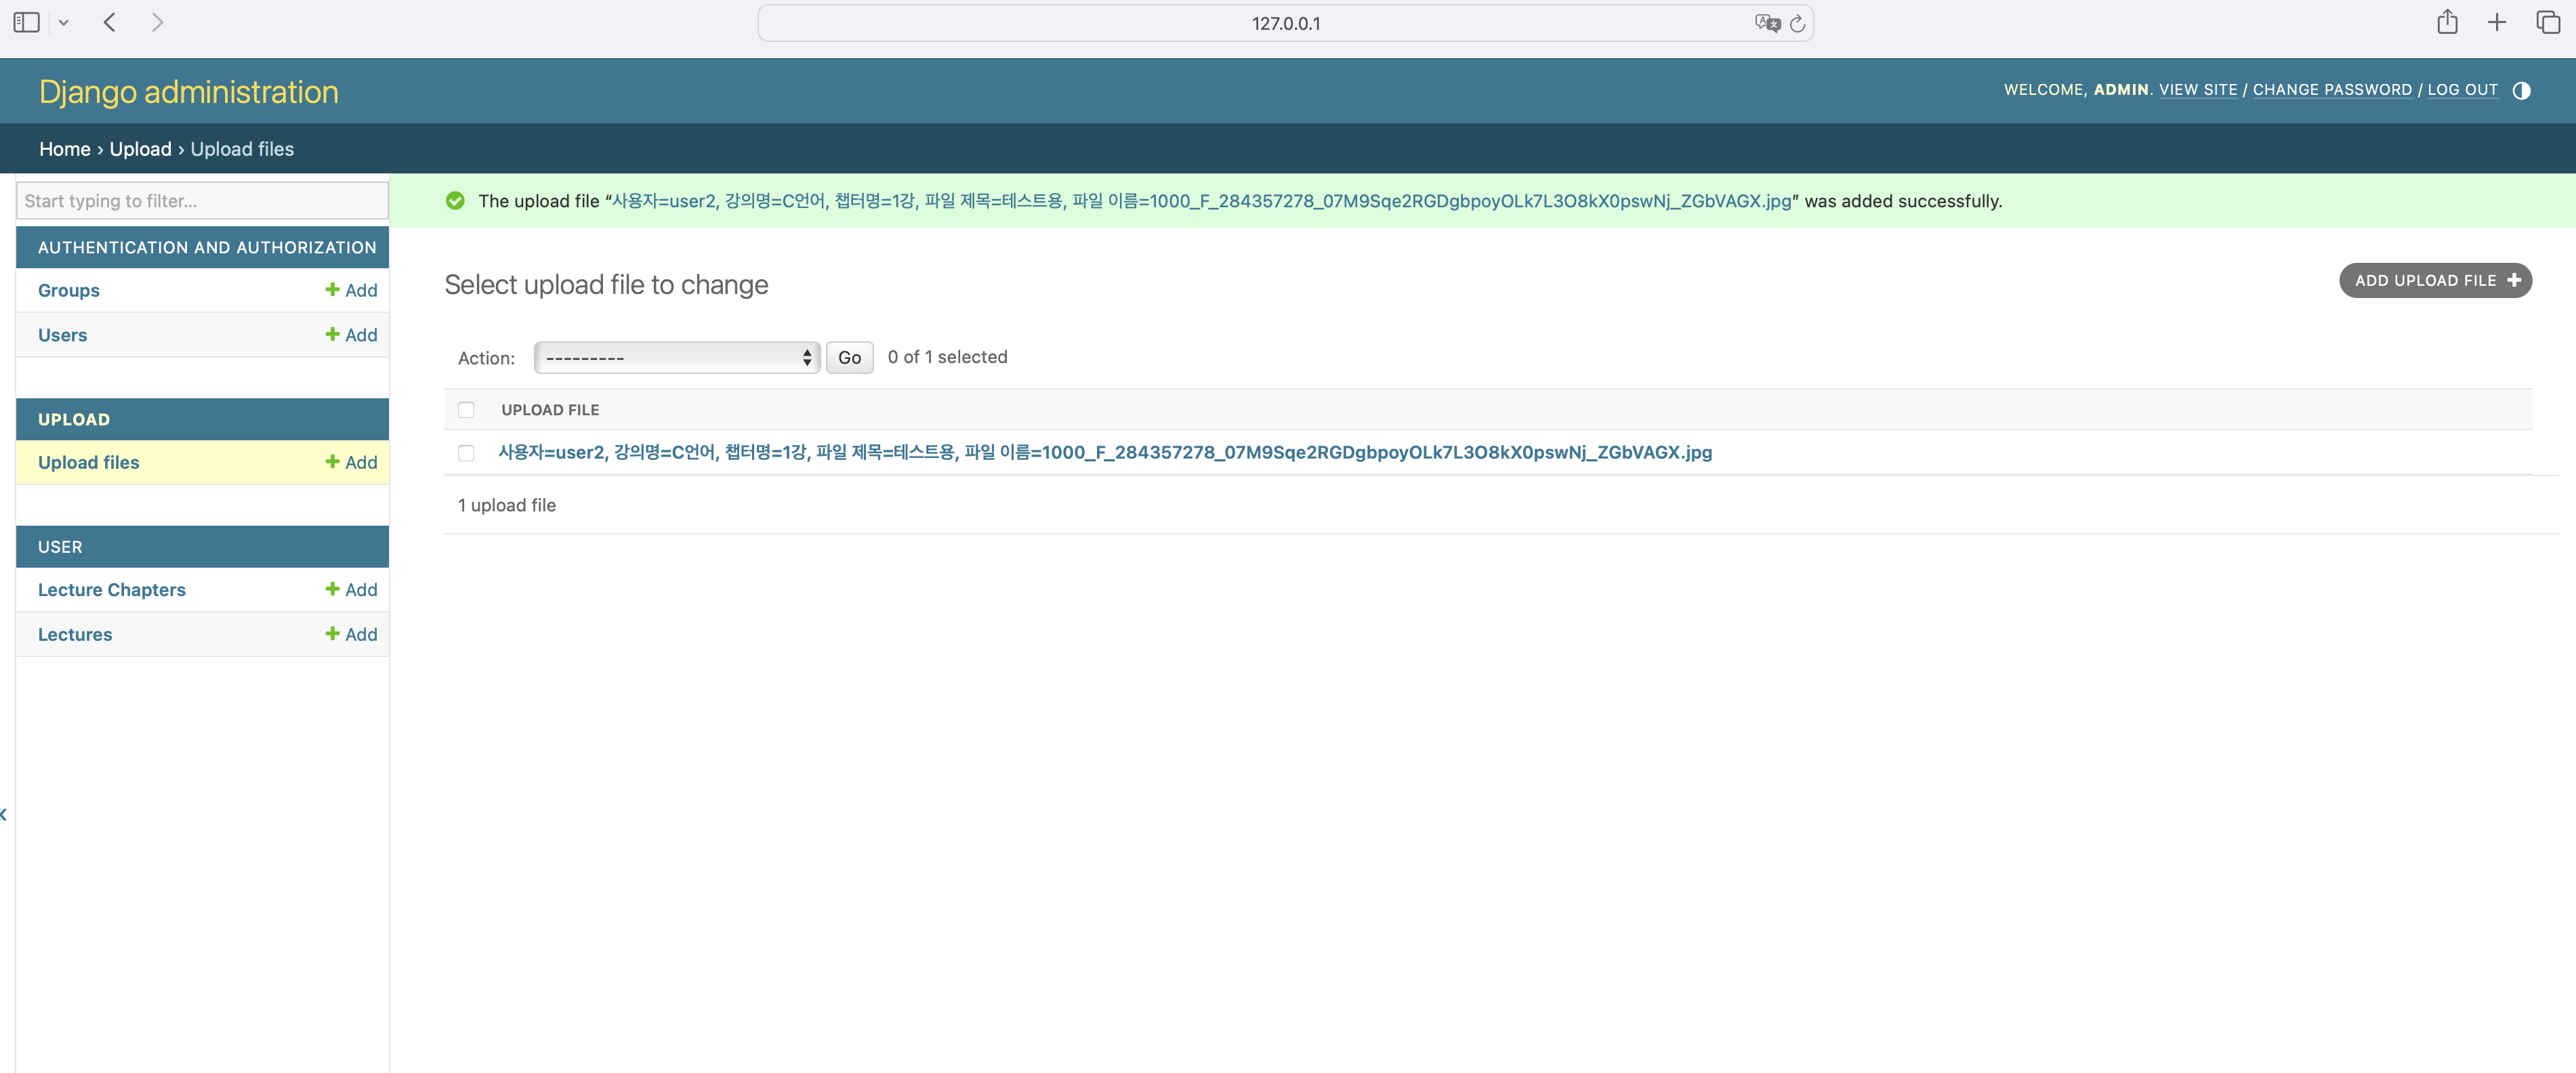 127.0.0.1
Django administration
WELCOME, ADMIN. VIEW SITE / CHANGE PASSWORD / LOG OUT
Home › Upload › Upload files
Start typing to filter...
AUTHENTICATION AND AUTHORIZATION
Groups + Add
Users + Add
UPLOAD
Upload files + Add
USER
Lecture Chapters + Add
Lectures + Add
«
The upload file “사용자=user2, 강의명=C언어, 챕터명=1강, 파일 제목=테스트용, 파일 이름=1000_F_284357278_07M9Sqe2RGDgbpoyOLk7L3O8kX0pswNj_ZGbVAGX.jpg” was added successfully.
Select upload file to change
ADD UPLOAD FILE +
Action: --------- Go 0 of 1 selected
UPLOAD FILE
사용자=user2, 강의명=C언어, 챕터명=1강, 파일 제목=테스트용, 파일 이름=1000_F_284357278_07M9Sqe2RGDgbpoyOLk7L3O8kX0pswNj_ZGbVAGX.jpg
1 upload file